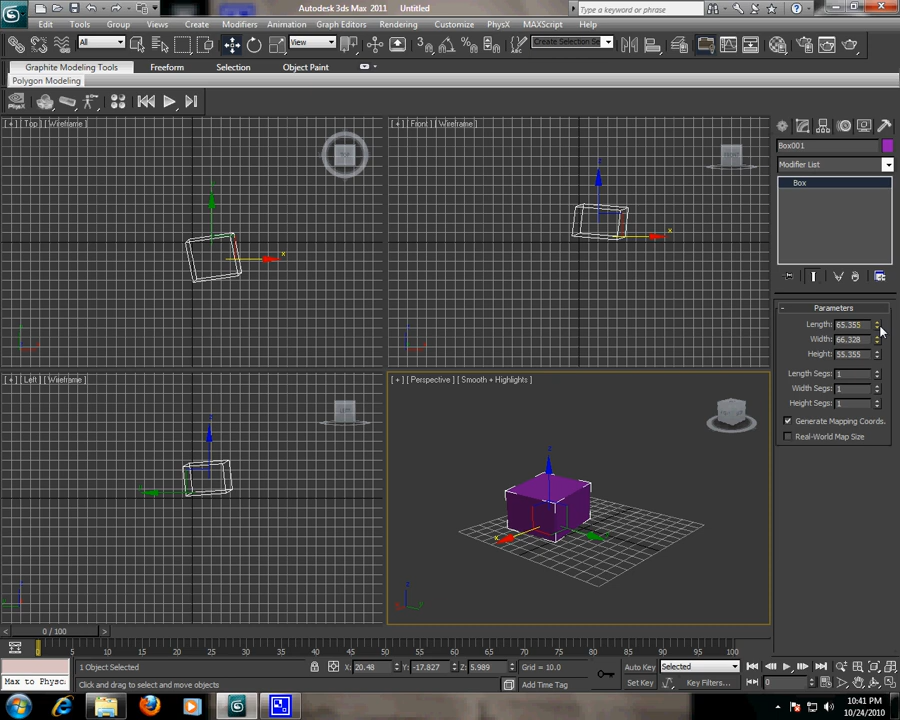 Autodesk 3ds Max 2011 Untitled
Type a keyword or phrase
Edit Tools Group Views Create Modifiers Animation Graph Editors Rendering Customize PhysX MAXScript Help
All View Create Selection Se
Graphite Modeling Tools Freeform Selection Object Paint
Polygon Modeling
[ + ] [ Top ] [ Wireframe ]
TOP
[ + ] [ Front ] [ Wireframe ]
FRONT
Box001
Modifier List
Box
x
x
Parameters
Length: 65.355
Width: 66.328
Height: 55.355
Length Segs: 1
Width Segs: 1
Height Segs: 1
Generate Mapping Coords.
Real-World Map Size
[ + ] [ Left ] [ Wireframe ]
LEFT
[ + ] [ Perspective ] [ Smooth + Highlights ]
z
x
0 / 100
0 5 10 15 20 25 30 35 40 45 50 55 60 65 70 75 80 85 90 95 100
1 Object Selected X: 20.48 Y: -17.827 Z: 5.989 Grid = 10.0 Auto Key Selected
Max to Physc. Click and drag to select and move objects Add Time Tag Set Key Key Filters... 0
10:41 PM
10/24/2010